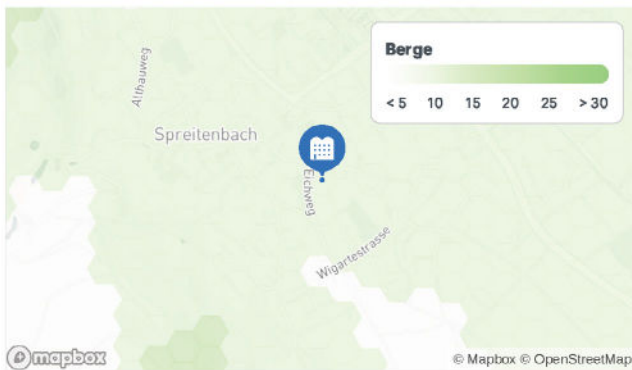 Berge
< 5 10 15 20 25 > 30
Althauweg
Spreitenbach
Eichweg
Wigartestrasse
mapbox
© Mapbox © OpenStreetMap